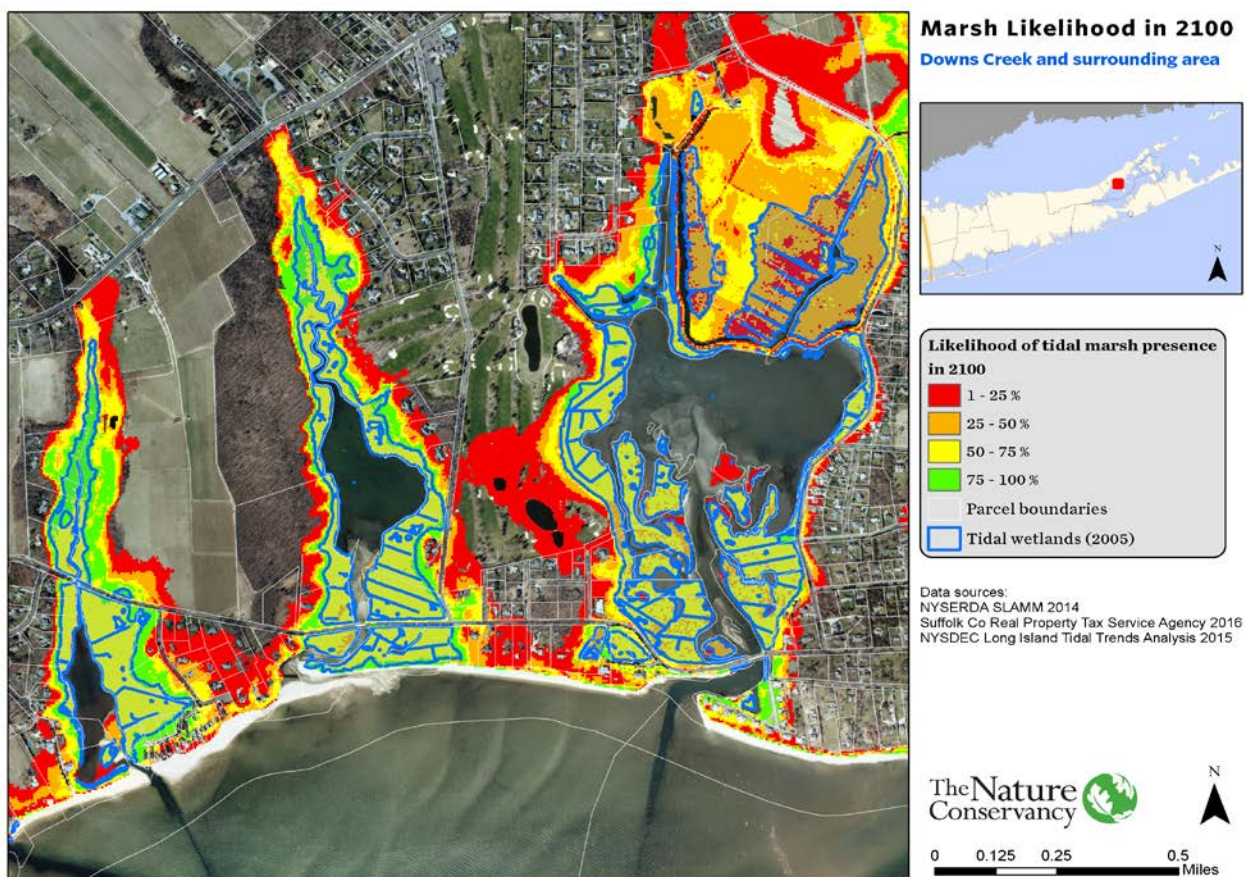 Marsh Likelihood in 2100
Downs Creek and surrounding area
N
Likelihood of tidal marsh presence
in 2100
1 - 25 %
25 - 50 %
50 - 75 %
75 - 100 %
Parcel boundaries
Tidal wetlands (2005)
Data sources:
NYSERDA SLAMM 2014
Suffolk Co Real Property Tax Service Agency 2016
NYSDEC Long Island Tidal Trends Analysis 2015
The Nature
Conservancy
N
0 0.125 0.25 0.5
Miles